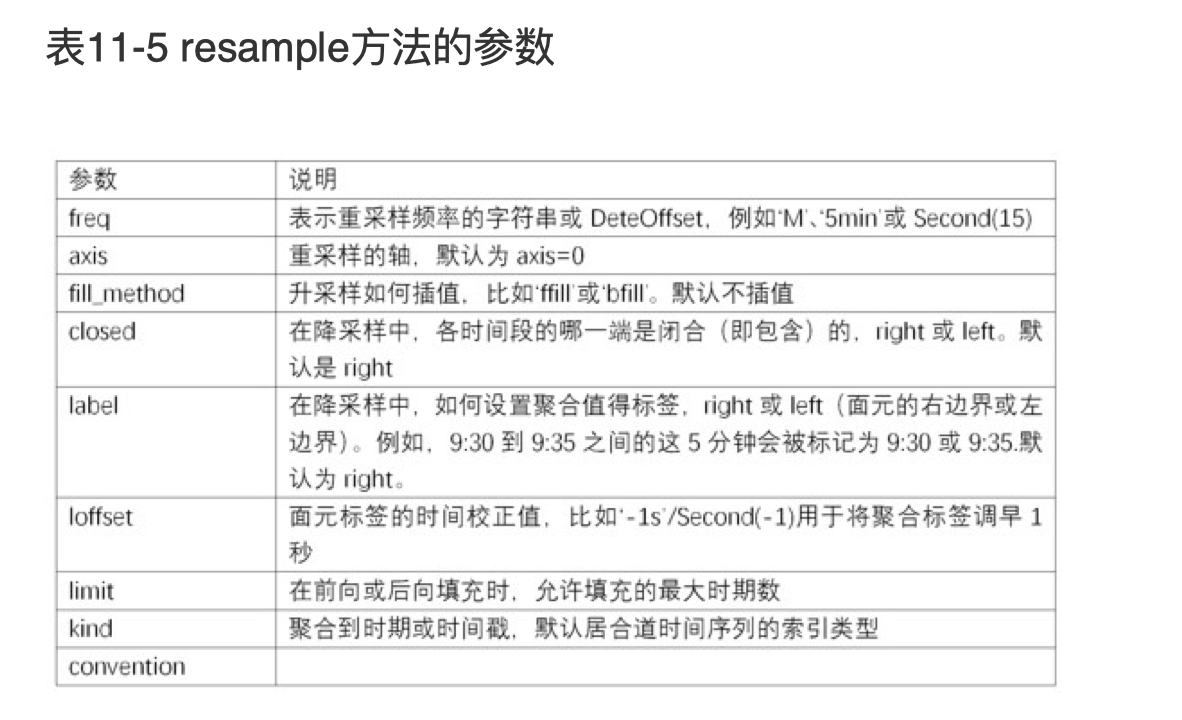 表11-5 resample方法的参数
参数 说明
freq 表示重采样频率的字符串或 DeteOffset，例如‘M’、‘5min’或 Second(15)
axis 重采样的轴，默认为 axis=0
fill_method 升采样如何插值，比如‘ffill’或‘bfill’。默认不插值
closed 在降采样中，各时间段的哪一端是闭合（即包含）的，right 或 left。默
认是 right
label 在降采样中，如何设置聚合值得标签，right 或 left（面元的右边界或左
边界）。例如，9:30 到 9:35 之间的这 5 分钟会被标记为 9:30 或 9:35.默
认为 right。
loffset 面元标签的时间校正值，比如‘-1s’/Second(-1)用于将聚合标签调早 1
秒
limit 在前向或后向填充时，允许填充的最大时期数
kind 聚合到时期或时间戳，默认居合道时间序列的索引类型
convention